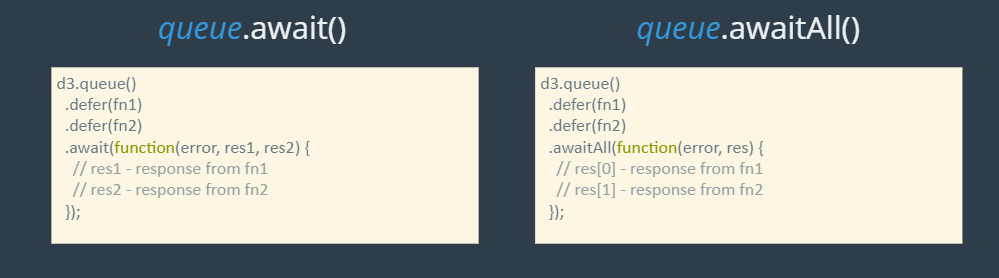 queue.await()
d3.queue()
.defer(fn1)
.defer(fn2)
.await(function(error, res1, res2) {
// res1 - response from fn1
// res2 - response from fn2
});
queue.awaitAll()
d3.queue()
.defer(fn1)
.defer(fn2)
.awaitAll(function(error, res) {
// res[0] - response from fn1
// res[1] - response from fn2
});